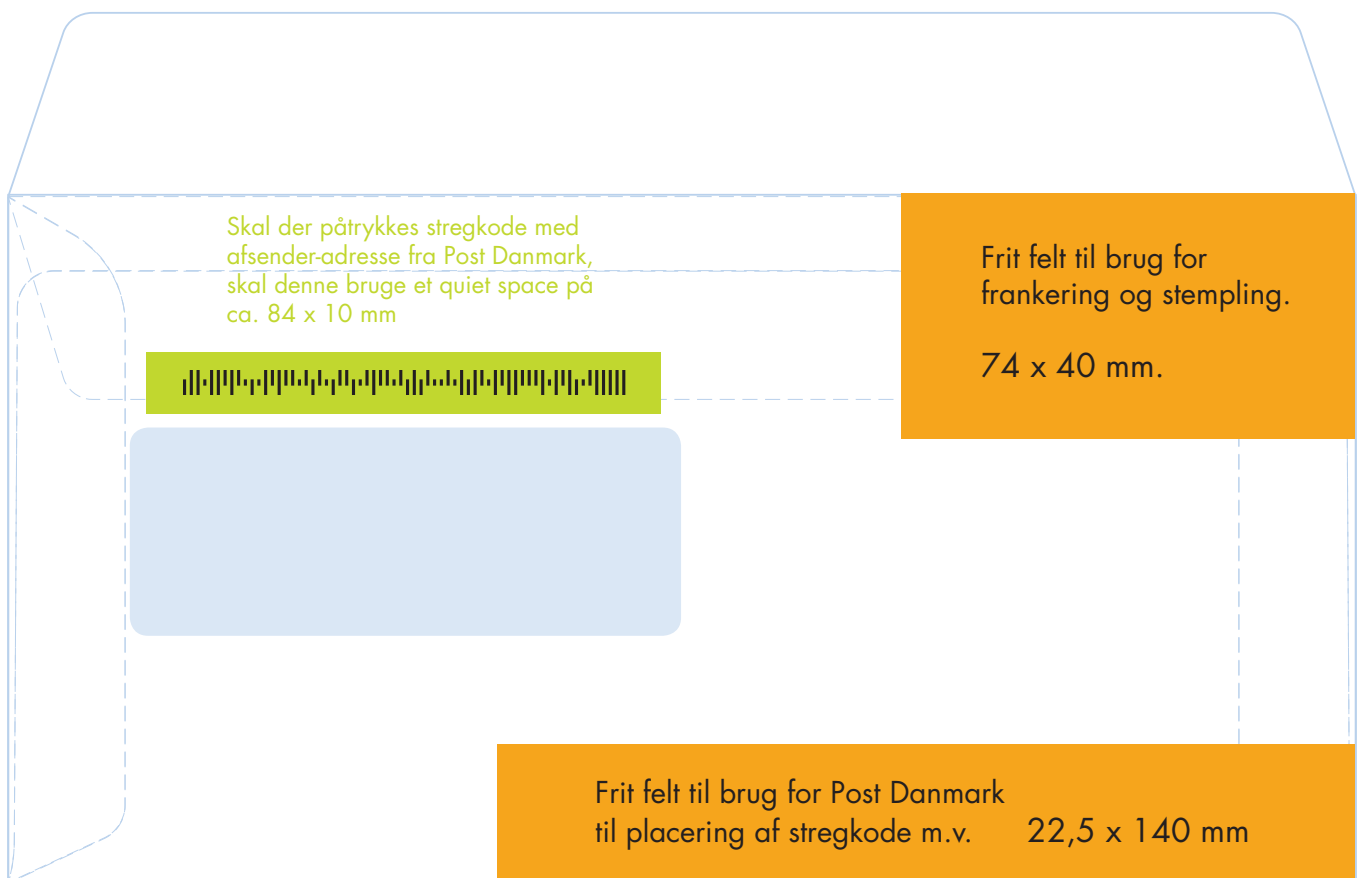 Skal der påtrykkes stregkode med
afsender-adresse fra Post Danmark,
skal denne bruge et quiet space på
ca. 84 x 10 mm
Frit felt til brug for
frankering og stempling.
74 x 40 mm.
Frit felt til brug for Post Danmark
til placering af stregkode m.v. 22,5 x 140 mm